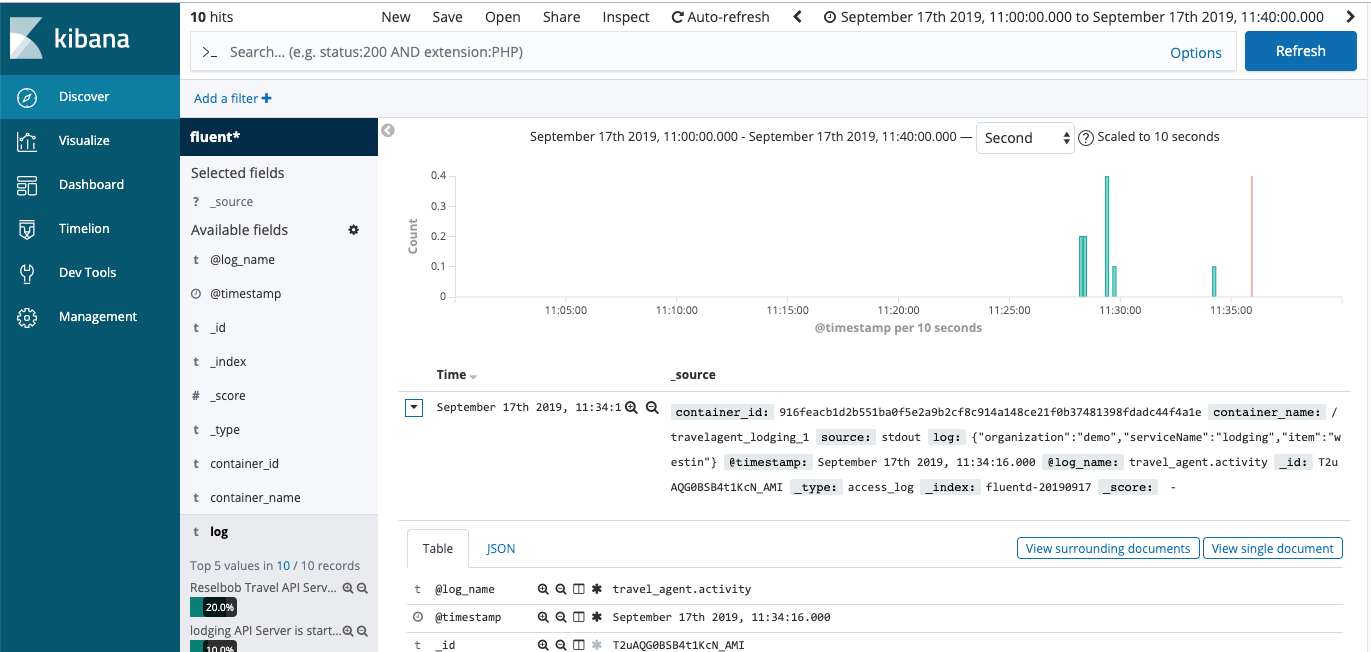 kibana
Discover
Visualize
Dashboard
Timelion
Dev Tools
Management
10 hits
New Save Open Share Inspect Auto-refresh September 17th 2019, 11:00:00.000 to September 17th 2019, 11:40:00.000
>_ Search... (e.g. status:200 AND extension:PHP) Options Refresh
Add a filter +
fluent*
Selected fields
? _source
Available fields
t @log_name
@timestamp
t _id
t _index
# _score
t _type
t container_id
t container_name
t log
Top 5 values in 10 / 10 records
Reselbob Travel API Serv...
20.0%
lodging API Server is start...
10.0%
September 17th 2019, 11:00:00.000 - September 17th 2019, 11:40:00.000 — Second ? Scaled to 10 seconds
Count
0.4
0.3
0.2
0.1
0
11:05:00 11:10:00 11:15:00 11:20:00 11:25:00 11:30:00 11:35:00
@timestamp per 10 seconds
Time _source
September 17th 2019, 11:34:1
container_id: 916feacb1d2b551ba0f5e2a9b2cf8c914a148ce21f0b37481398fdadc44f4a1e container_name: /
travelagent_lodging_1 source: stdout log: {"organization":"demo","serviceName":"lodging","item":"w
estin"} @timestamp: September 17th 2019, 11:34:16.000 @log_name: travel_agent.activity _id: T2u
AQG0BSB4t1KcN_AMI _type: access_log _index: fluentd-20190917 _score: -
Table JSON View surrounding documents View single document
t @log_name travel_agent.activity
@timestamp September 17th 2019, 11:34:16.000
t _id T2uAQG0BSB4t1KcN_AMI